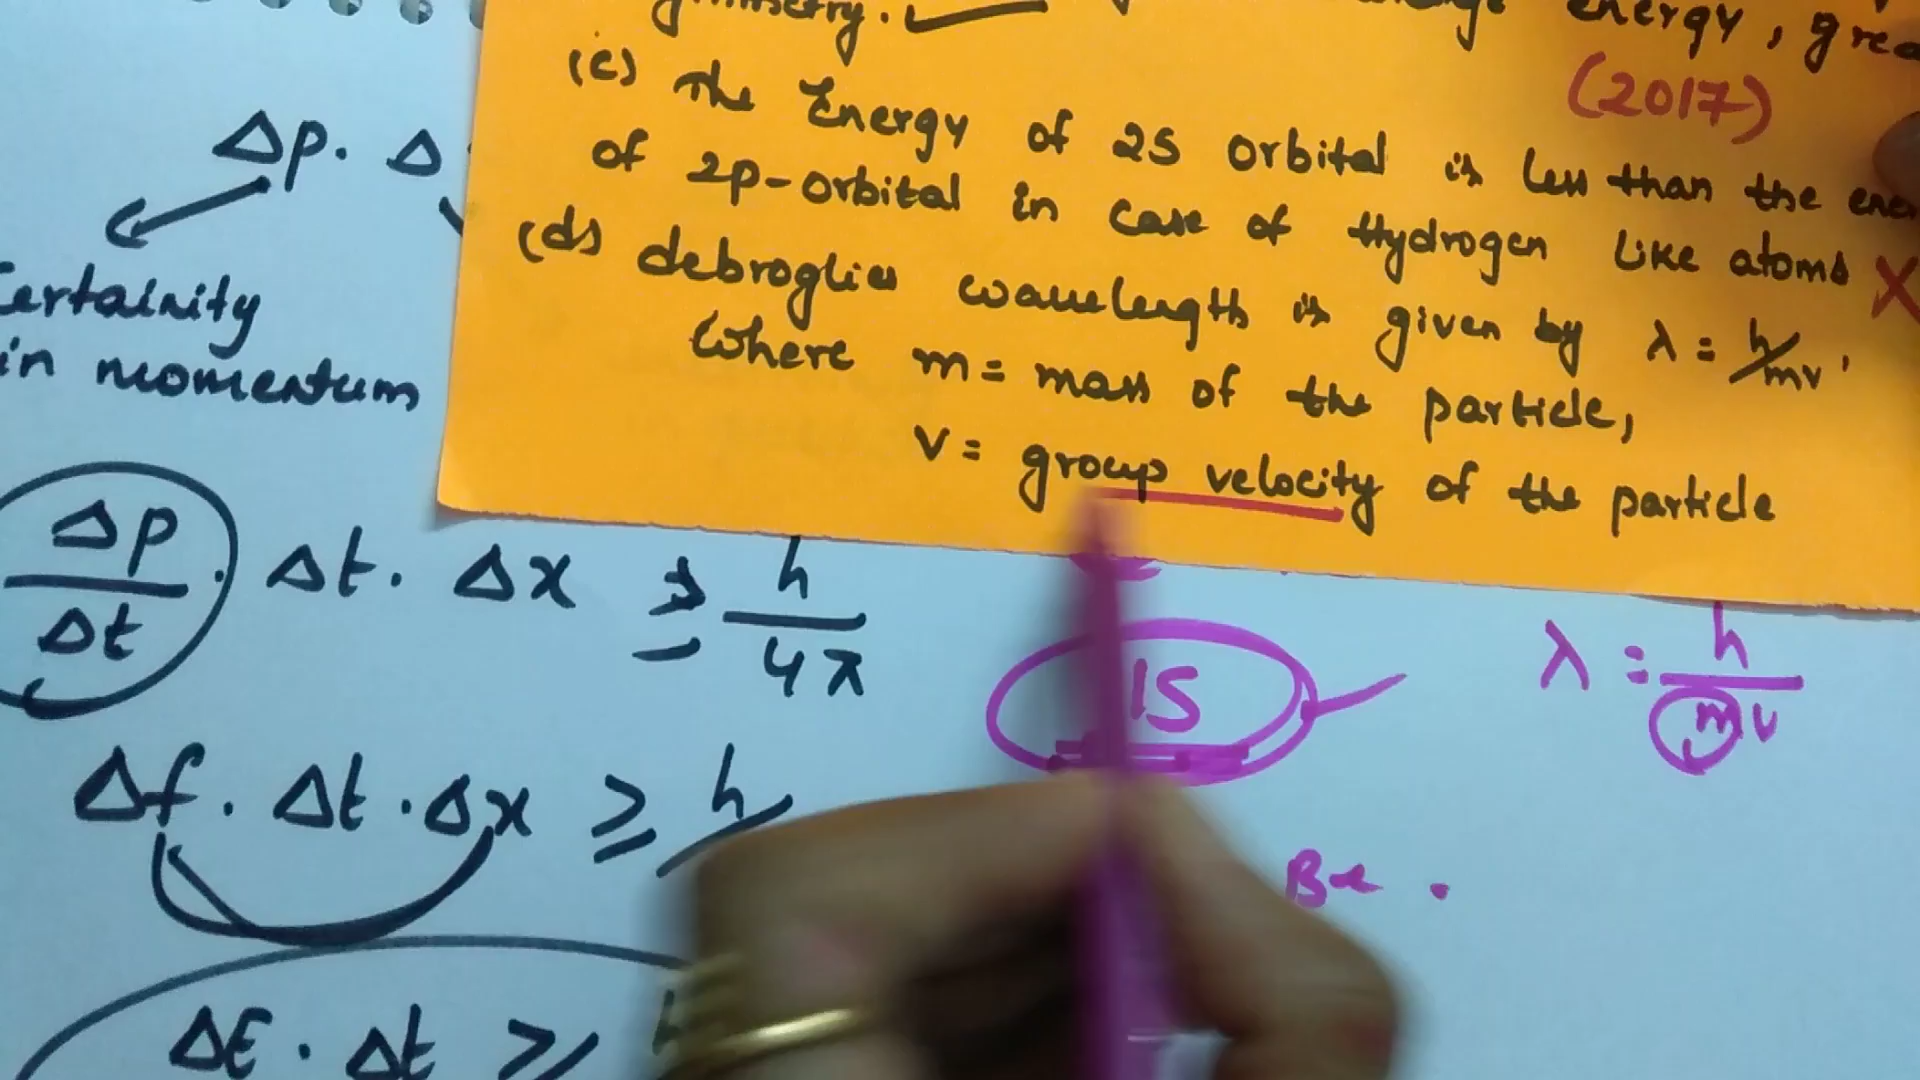 energy, grea
(2017)
(c) The Energy of 2S orbital is less than the ene
of 2p-orbital in case of Hydrogen like atoms X
(d) debroglies wavelength is given by λ = h/mv,
Where m = mass of the particle,
v = group velocity of the particle
Δp. Δ
certainity
in momentum
Δp/Δt . Δt. Δx ≥ h/4π
Δf. Δt. Δx ≥ h/
ΔE. Δt ≥
1S
λ = h/mv
Be .